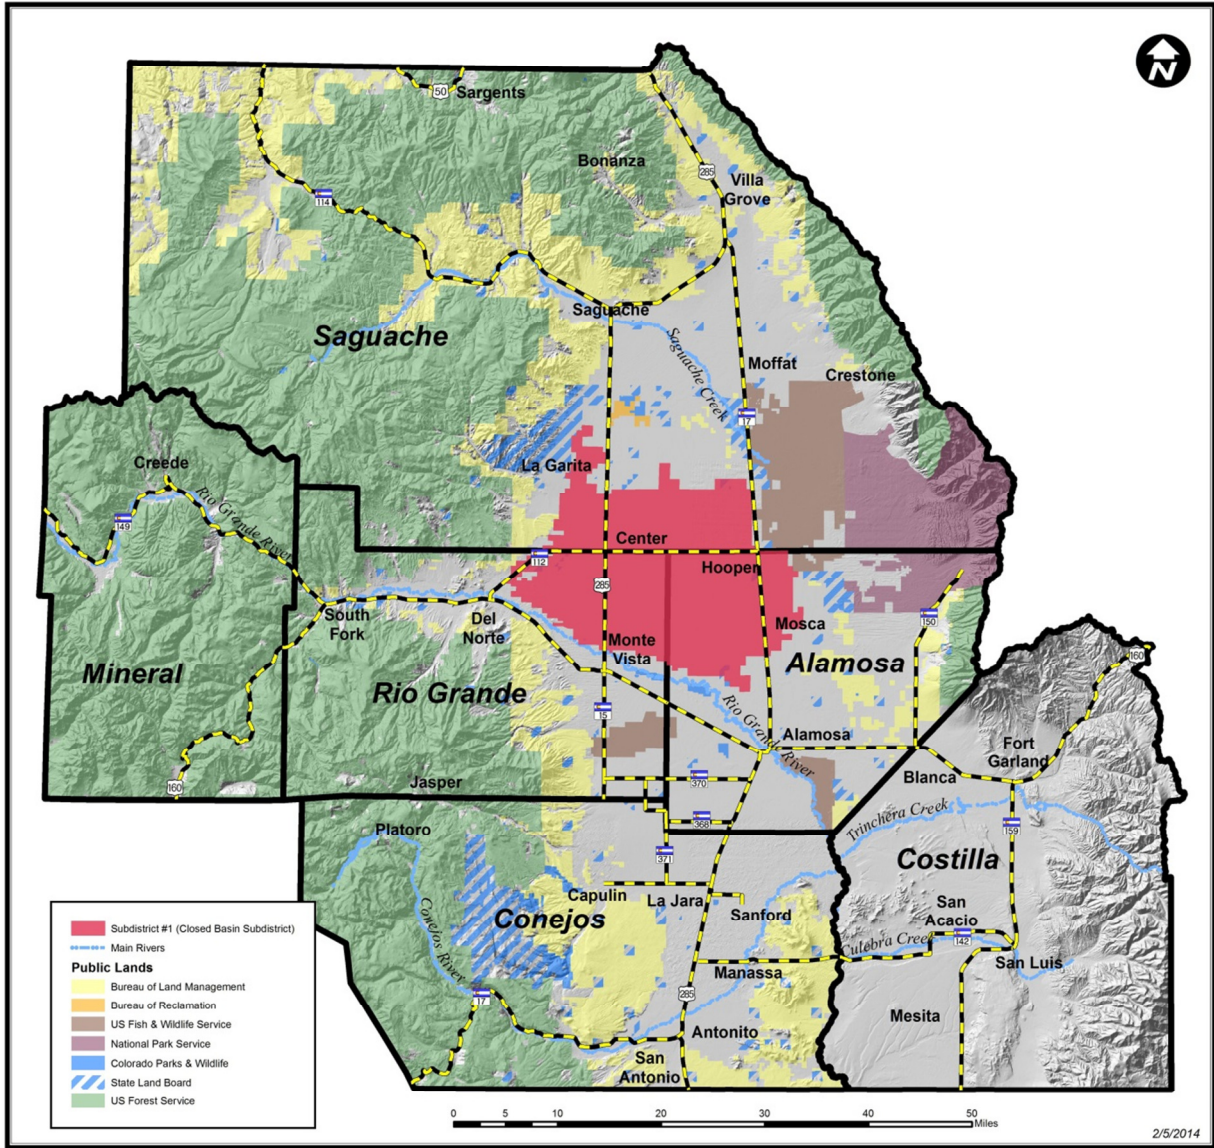 N
50
Sargents
Bonanza
285
Villa
Grove
114
Saguache
Saguache
Saguache Creek
Moffat
Crestone
17
Creede
La Garita
Rio Grande River
149
Center
112
Hooper
285
South
Fork
Del
Norte
Monte
Vista
Mosca
150
160
Mineral
Rio Grande
Alamosa
15
Rio Grande River
Alamosa
Fort
Garland
Blanca
160
Jasper
370
368
Trinchera Creek
159
Platoro
371
Costilla
Capulin
La Jara
Sanford
Conejos
San
Acacio
Conejos River
Culebra Creek
142
San Luis
Manassa
17
285
Mesita
Antonito
San
Antonio
Subdistrict #1 (Closed Basin Subdistrict)
Main Rivers
Public Lands
Bureau of Land Management
Bureau of Reclamation
US Fish & Wildlife Service
National Park Service
Colorado Parks & Wildlife
State Land Board
US Forest Service
0 5 10 20 30 40 50
Miles
2/5/2014